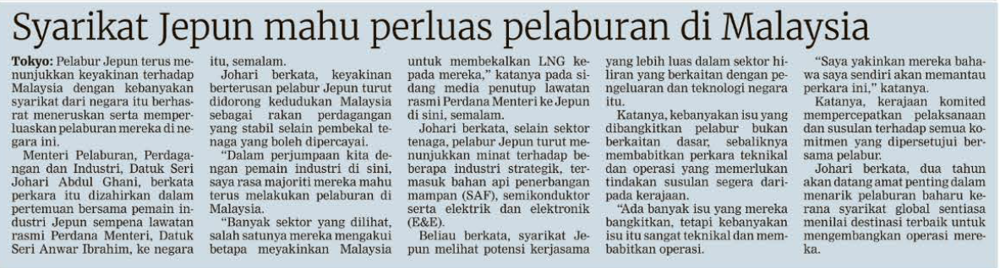 Syarikat Jepun mahu perluas pelaburan di Malaysia
Tokyo: Pelabur Jepun terus me-
nunjukkan keyakinan terhadap
Malaysia dengan kebanyakan
syarikat dari negara itu berhas-
rat meneruskan serta memper-
luaskan pelaburan mereka di ne-
gara ini.
Menteri Pelaburan, Perdaga-
ngan dan Industri, Datuk Seri
Johari Abdul Ghani, berkata
perkara itu dizahirkan dalam
pertemuan bersama pemain in-
dustri Jepun sempena lawatan
rasmi Perdana Menteri, Datuk
Seri Anwar Ibrahim, ke negara
itu, semalam.
Johari berkata, keyakinan
berterusan pelabur Jepun turut
didorong kedudukan Malaysia
sebagai rakan perdagangan
yang stabil selain pembekal te-
naga yang boleh dipercayai.
“Dalam perjumpaan kita de-
ngan pemain industri di sini,
saya rasa majoriti mereka mahu
terus melakukan pelaburan di
Malaysia.
“Banyak sektor yang dilihat,
salah satunya mereka mengakui
betapa meyakinkan Malaysia
untuk membekalkan LNG ke-
pada mereka,” katanya pada si-
dang media penutup lawatan
rasmi Perdana Menteri ke Jepun
di sini, semalam.
Johari berkata, selain sektor
tenaga, pelabur Jepun turut me-
nunjukkan minat terhadap be-
berapa industri strategik, ter-
masuk bahan api penerbangan
mampan (SAF), semikonduktor
serta elektrik dan elektronik
(E&E).
Beliau berkata, syarikat Je-
pun melihat potensi kerjasama
yang lebih luas dalam sektor hi-
liran yang berkaitan dengan pe-
ngeluaran dan teknologi negara
itu.
Katanya, kebanyakan isu yang
dibangkitkan pelabur bukan
berkaitan dasar, sebaliknya
membabitkan perkara teknikal
dan operasi yang memerlukan
tindakan susulan segera dari-
pada kerajaan.
“Ada banyak isu yang mereka
bangkitkan, tetapi kebanyakan
isu itu sangat teknikal dan mem-
babitkan operasi.
“Saya yakinkan mereka baha-
wa saya sendiri akan memantau
perkara ini,” katanya.
Katanya, kerajaan komited
mempercepatkan pelaksanaan
dan susulan terhadap semua ko-
mitmen yang dipersetujui ber-
sama pelabur.
Johari berkata, dua tahun
akan datang amat penting dalam
menarik pelaburan baharu ke-
rana syarikat global sentiasa
menilai destinasi terbaik untuk
mengembangkan operasi mere-
ka.